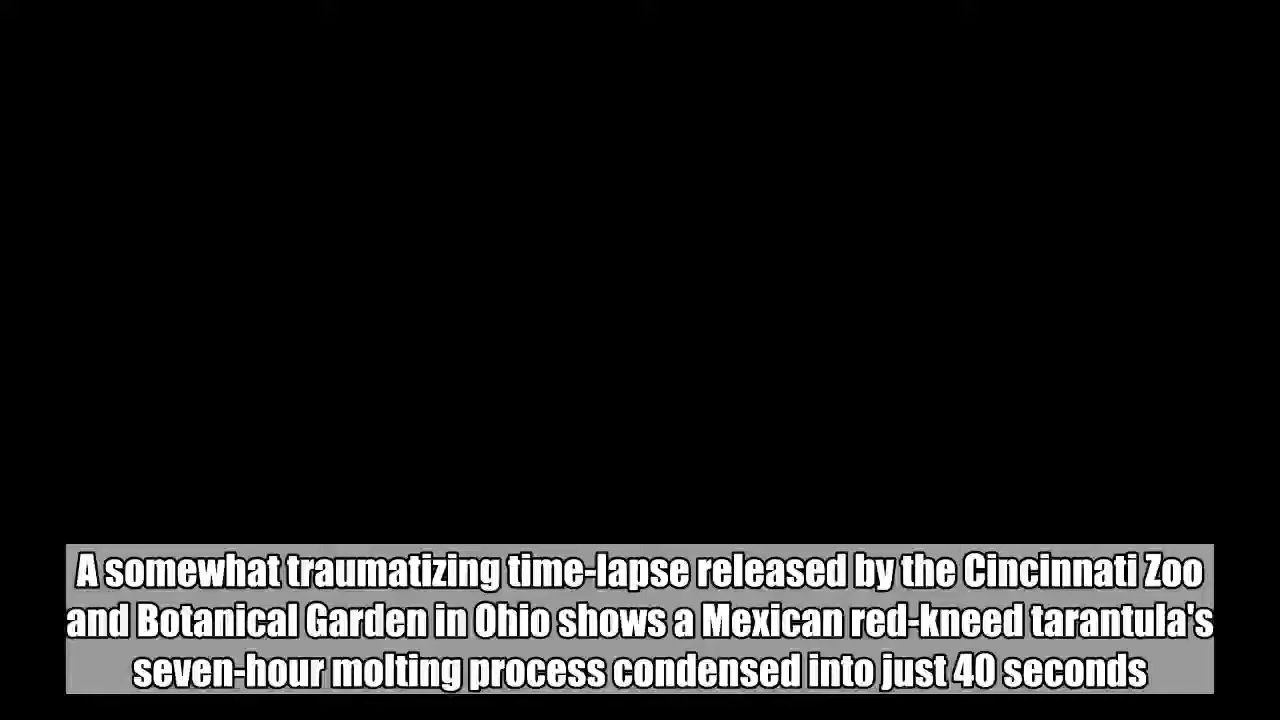 A somewhat traumatizing time-lapse released by the Cincinnati Zoo
and Botanical Garden in Ohio shows a Mexican red-kneed tarantula's
seven-hour molting process condensed into just 40 seconds